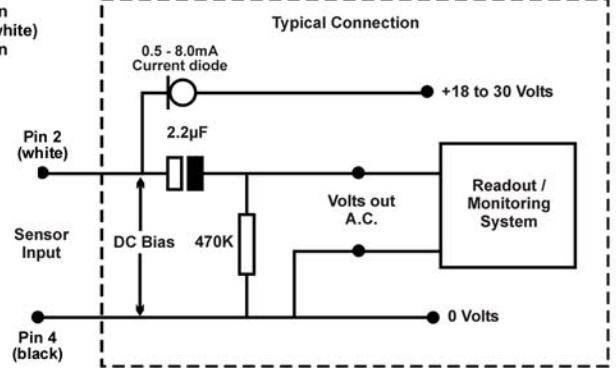 n
white)
n
Typical Connection
0.5 - 8.0mA
Current diode
+18 to 30 Volts
2.2µF
Pin 2
(white)
Readout /
Monitoring
System
Volts out
A.C.
Sensor
Input
DC Bias
470K
0 Volts
Pin 4
(black)